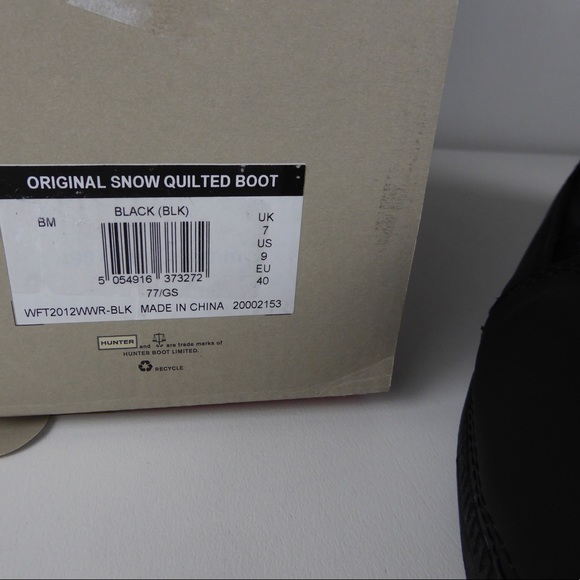 ORIGINAL SNOW QUILTED BOOT
BM BLACK (BLK) UK
7
US
9
EU
40
5 054916 373272
77/GS
WFT2012WWR-BLK MADE IN CHINA 20002153
HUNTER and are trade marks of
HUNTER BOOT LIMITED.
RECYCLE